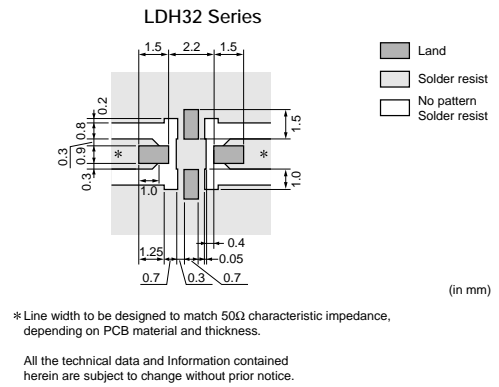 LDH32 Series
1.5 2.2 1.5
Land
Solder resist
No pattern
Solder resist
0.2
0.8
0.3
0.9
0.3
1.5
1.0
* *
1.0
0.4
1.25
0.05
0.7 0.3 0.7
(in mm)
* Line width to be designed to match 50Ω characteristic impedance,
depending on PCB material and thickness.
All the technical data and Information contained
herein are subject to change without prior notice.